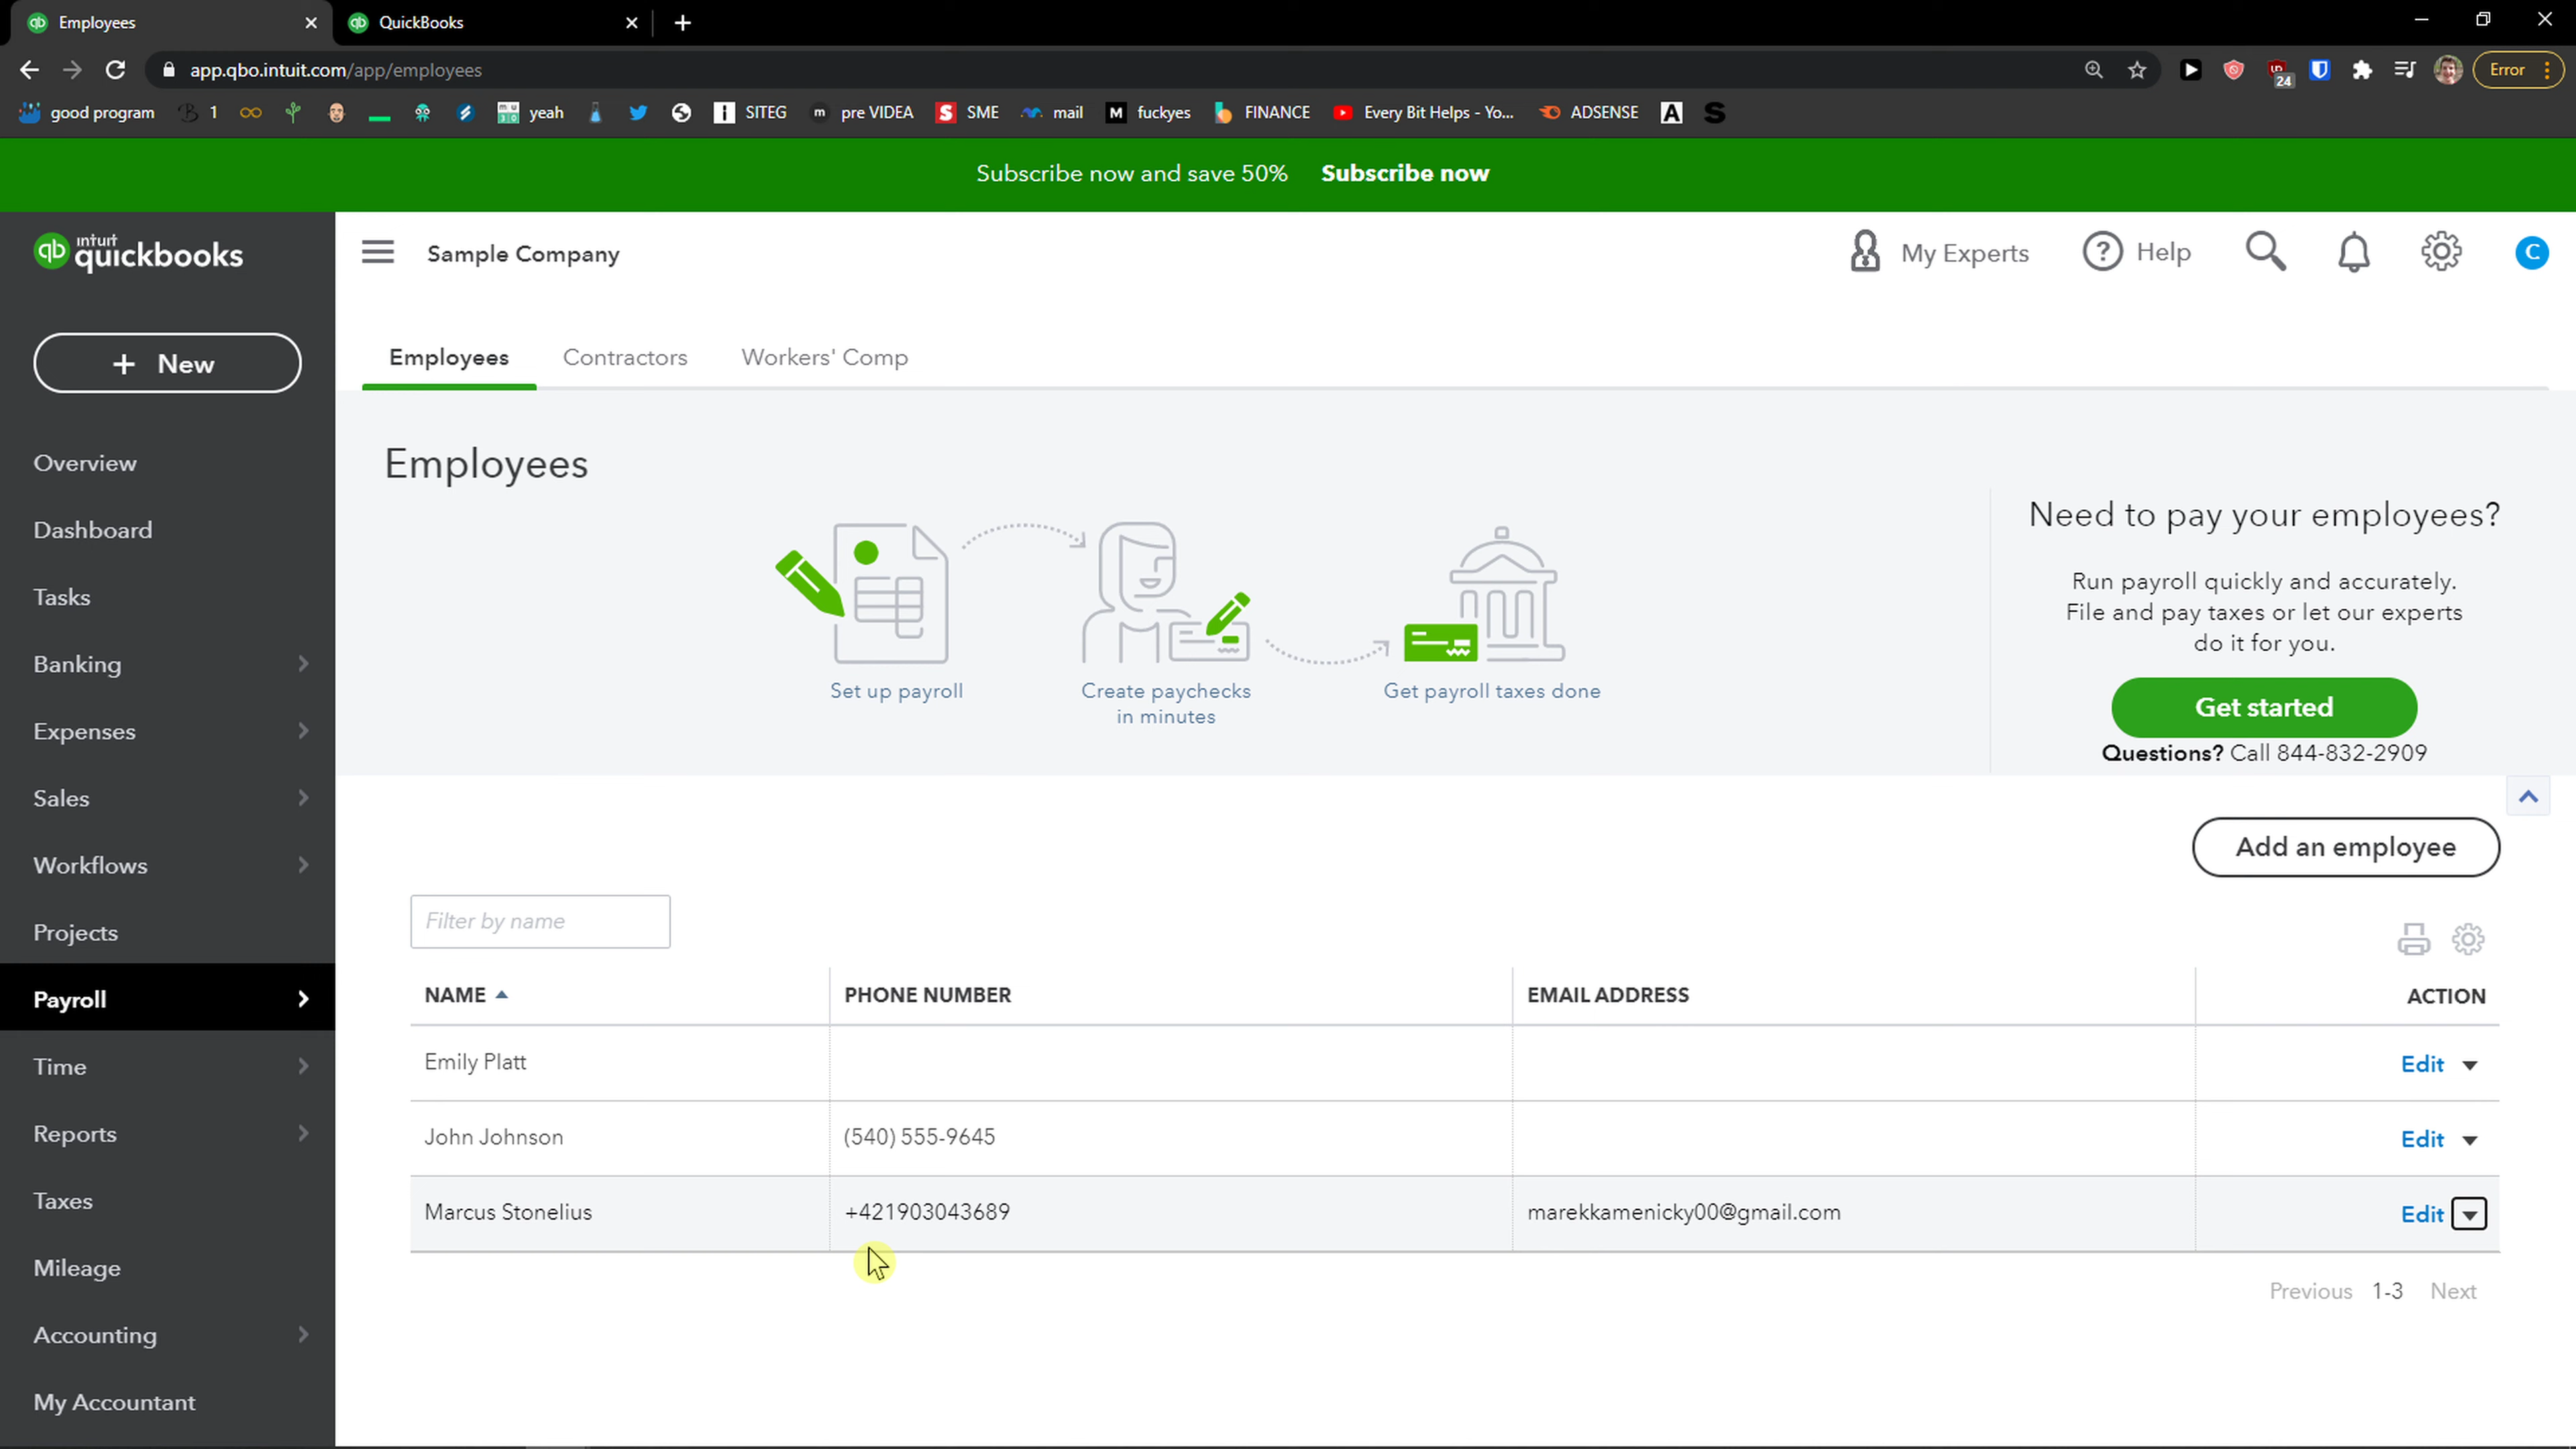 Employees
QuickBooks
app.qbo.intuit.com/app/employees
24
Error
good program
1
yeah
SITEG
pre VIDEA
SME
mail
fuckyes
FINANCE
Every Bit Helps - Yo...
ADSENSE
Subscribe now and save 50% Subscribe now
intuit
quickbooks
Sample Company
My Experts
Help
C
+ New
Employees
Contractors
Workers' Comp
Overview
Dashboard
Tasks
Banking
Expenses
Sales
Workflows
Projects
Payroll
Time
Reports
Taxes
Mileage
Accounting
My Accountant
Employees
Set up payroll
Create paychecks
in minutes
Get payroll taxes done
Need to pay your employees?
Run payroll quickly and accurately.
File and pay taxes or let our experts
do it for you.
Get started
Questions? Call 844-832-2909
Add an employee
Filter by name
NAME PHONE NUMBER EMAIL ADDRESS ACTION
Emily Platt Edit
John Johnson (540) 555-9645 Edit
Marcus Stonelius +421903043689 marekkamenicky00@gmail.com Edit
Previous 1-3 Next